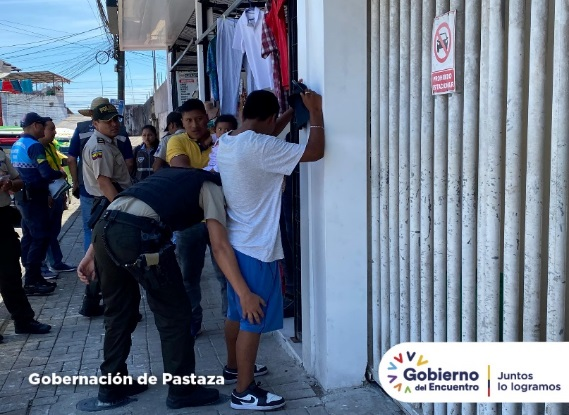 PROHIBIDO
ESTACIONAR
Gobernación de Pastaza
Gobierno
del Encuentro
Juntos
lo logramos